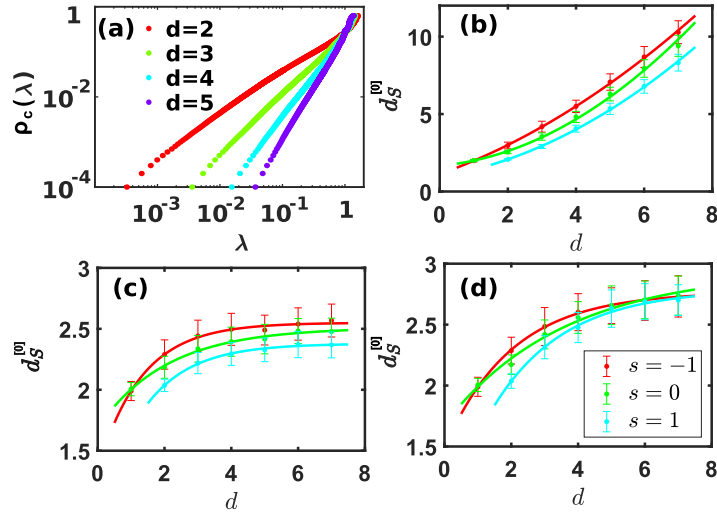 (a)
d=2
d=3
d=4
d=5
1
10^-2
10^-4
ρ_c(λ)
10^-3
10^-2
10^-1
1
λ
(b)
10
5
0
d_S^[0]
0
2
4
6
8
d
(c)
3
2.5
2
1.5
d_S^[0]
0
2
4
6
8
d
(d)
3
2.5
2
1.5
d_S^[0]
0
2
4
6
8
d
s = −1
s = 0
s = 1